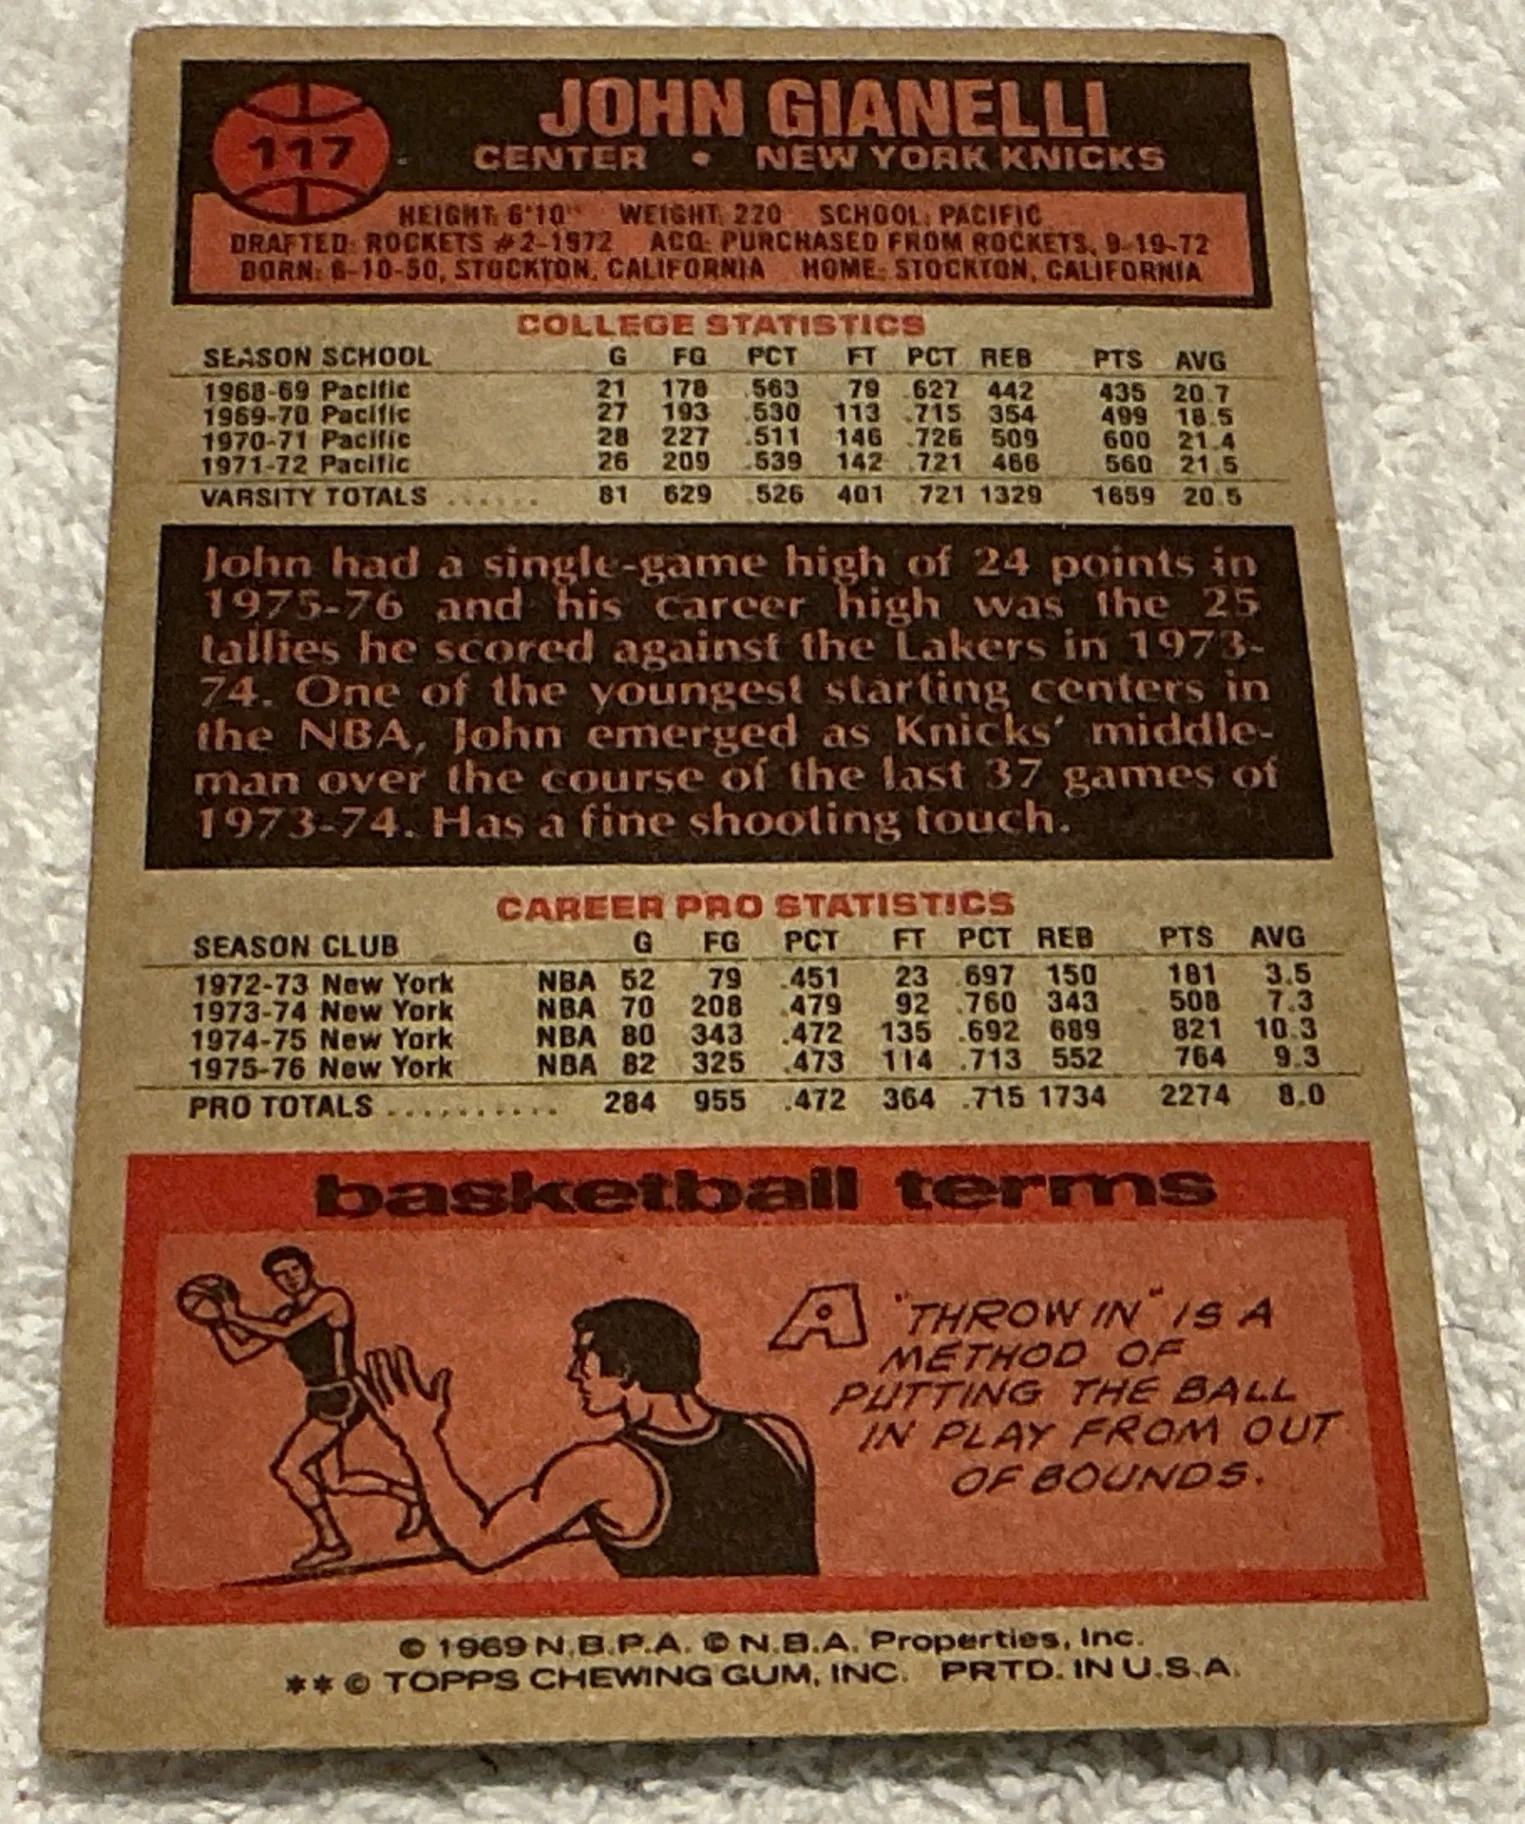 117
JOHN GIANELLI
CENTER • NEW YORK KNICKS
HEIGHT: 6'10" WEIGHT: 220 SCHOOL: PACIFIC
DRAFTED: ROCKETS #2-1972 ACQ: PURCHASED FROM ROCKETS, 9-19-72
BORN: 6-10-50, STOCKTON, CALIFORNIA HOME: STOCKTON, CALIFORNIA
COLLEGE STATISTICS
SEASON SCHOOL G FG PCT FT PCT REB PTS AVG
1968-69 Pacific 21 178 .563 79 .627 442 435 20.7
1969-70 Pacific 27 193 .530 113 .715 354 499 18.5
1970-71 Pacific 28 227 .511 146 .726 509 600 21.4
1971-72 Pacific 26 209 .539 142 .721 466 560 21.5
VARSITY TOTALS ...... 81 629 .526 401 .721 1329 1659 20.5
John had a single-game high of 24 points in
1975-76 and his career high was the 25
tallies he scored against the Lakers in 1973-
74. One of the youngest starting centers in
the NBA, John emerged as Knicks' middle-
man over the course of the last 37 games of
1973-74. Has a fine shooting touch.
CAREER PRO STATISTICS
SEASON CLUB G FG PCT FT PCT REB PTS AVG
1972-73 New York NBA 52 79 .451 23 .697 150 181 3.5
1973-74 New York NBA 70 208 .479 92 .760 343 508 7.3
1974-75 New York NBA 80 343 .472 135 .692 689 821 10.3
1975-76 New York NBA 82 325 .473 114 .713 552 764 9.3
PRO TOTALS .......... 284 955 .472 364 .715 1734 2274 8.0
basketball terms
A "THROW IN" IS A
METHOD OF
PUTTING THE BALL
IN PLAY FROM OUT
OF BOUNDS.
© 1969 N.B.P.A. © N.B.A. Properties, Inc.
**© TOPPS CHEWING GUM, INC. PRTD. IN U.S.A.